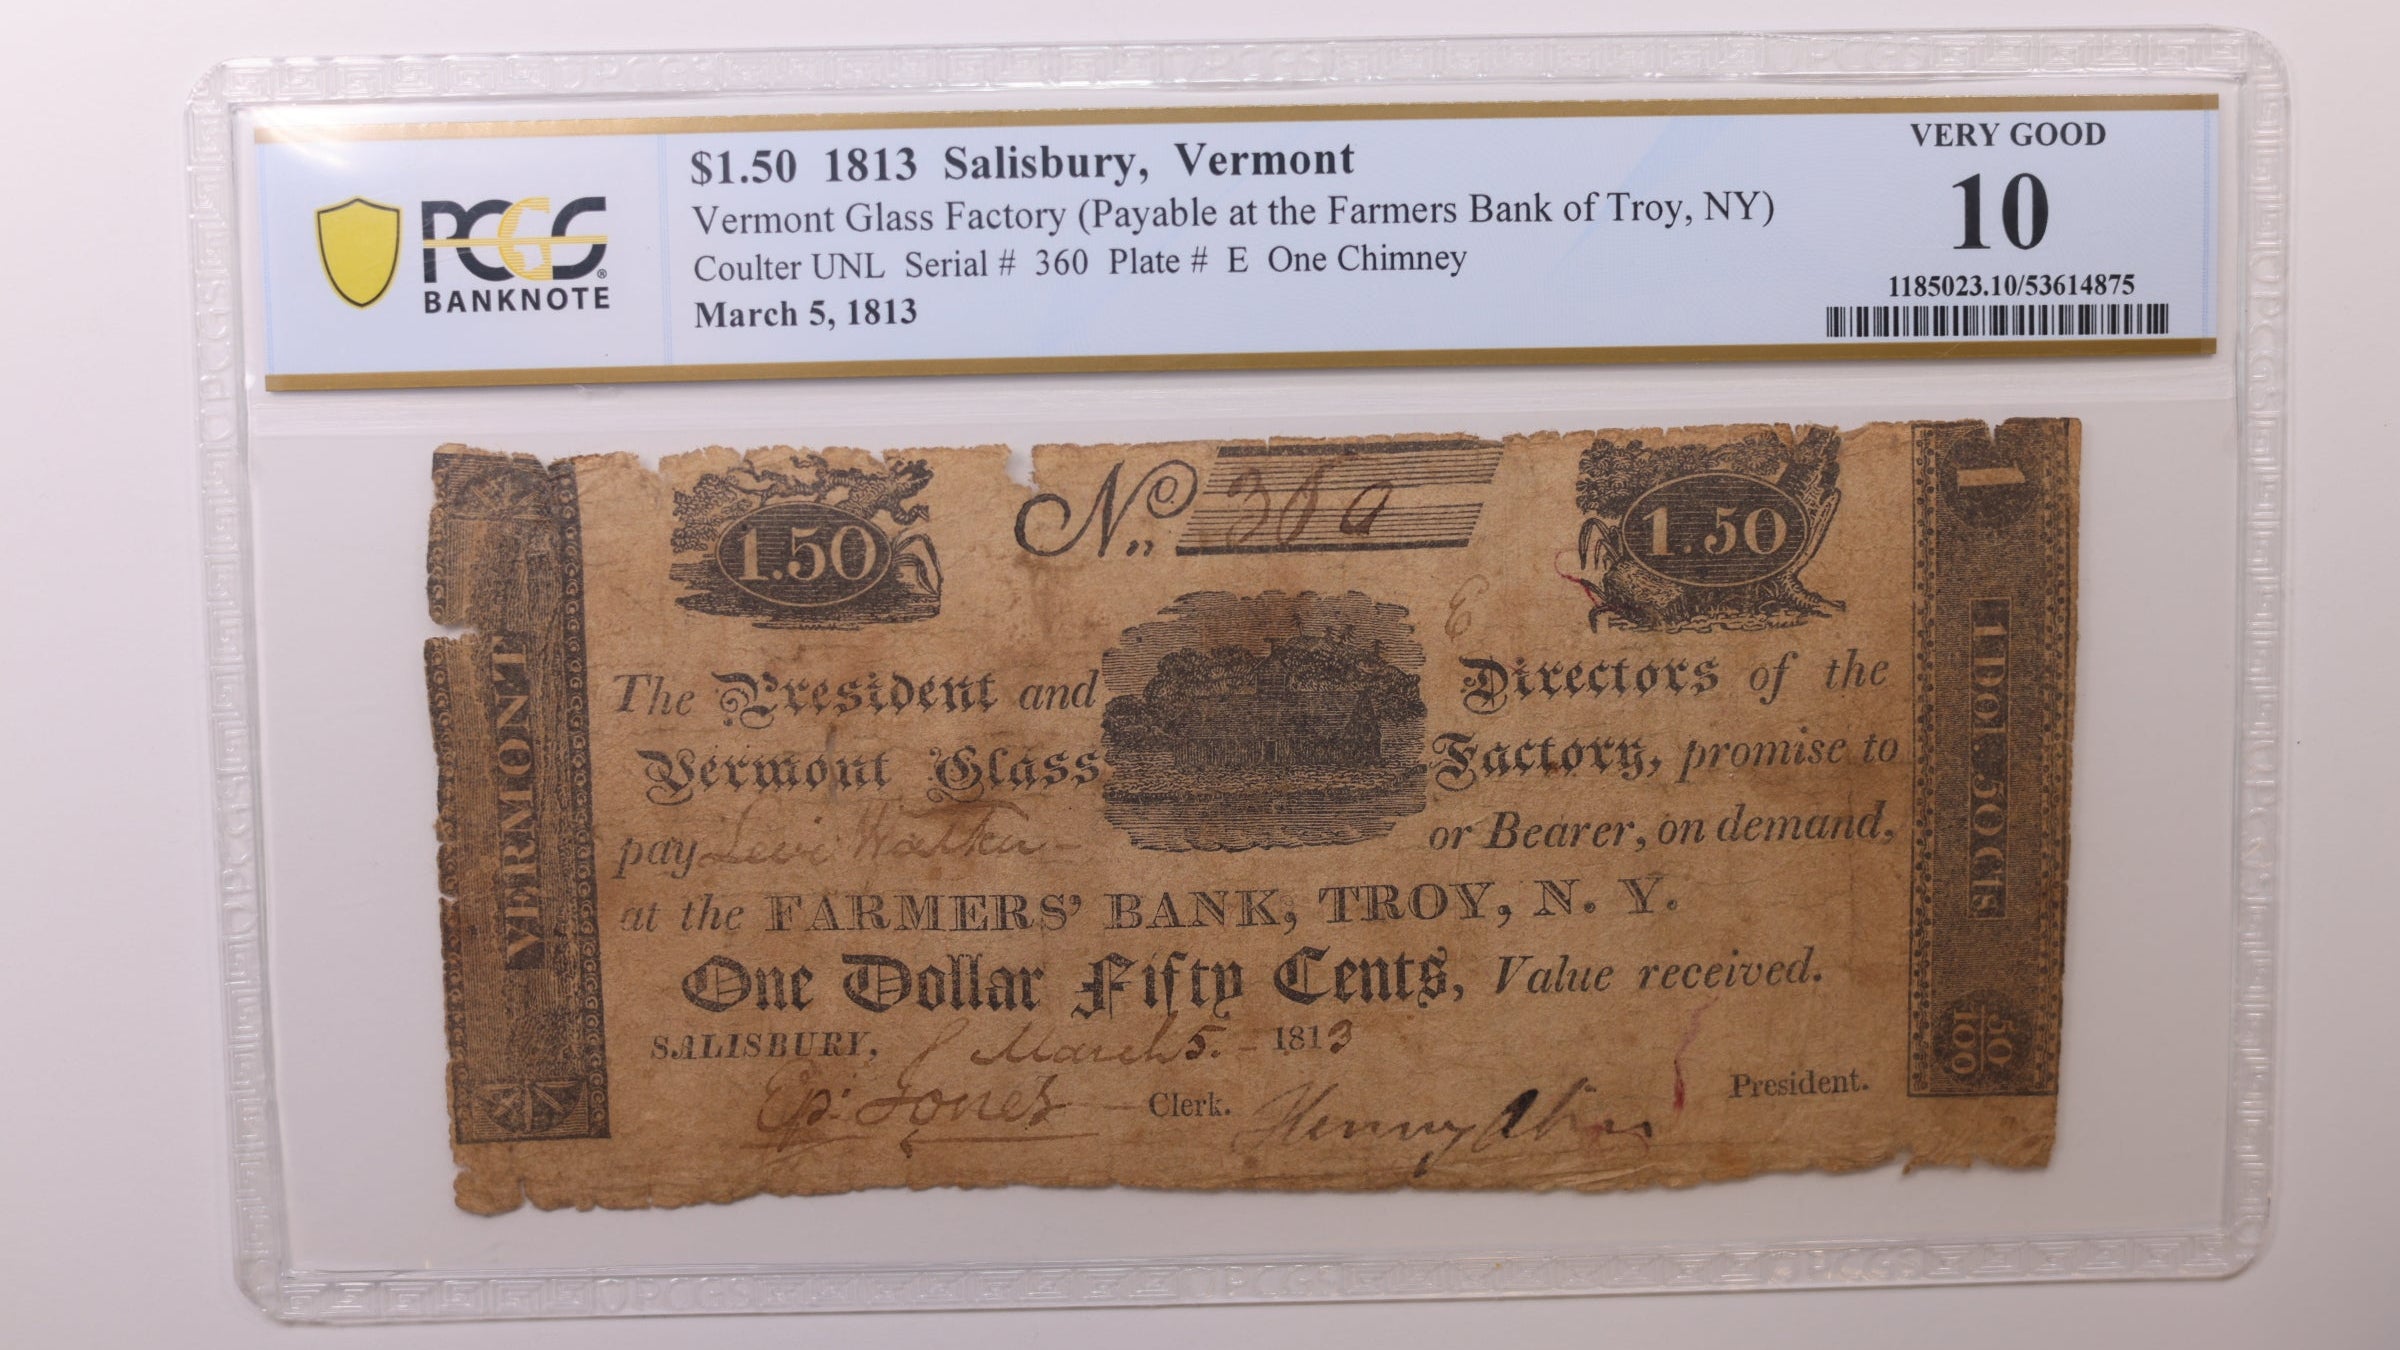 PCGS
BANKNOTE
$1.50 1813 Salisbury, Vermont
Vermont Glass Factory (Payable at the Farmers Bank of Troy, NY)
Coulter UNL Serial # 360 Plate # E One Chimney
March 5, 1813
VERY GOOD
10
1185023.10/53614875
VERMONT
1.50
No. 360
1.50
E
The President and Directors of the
Vermont Glass Factory, promise to
pay Levi Walker or Bearer, on demand,
at the FARMERS' BANK, TROY, N. Y.
One Dollar Fifty Cents, Value received.
SALISBURY, March 5. 1813
Ep: Jones Clerk. Henry President.
1
1 DOL. 50 Cts
50
100